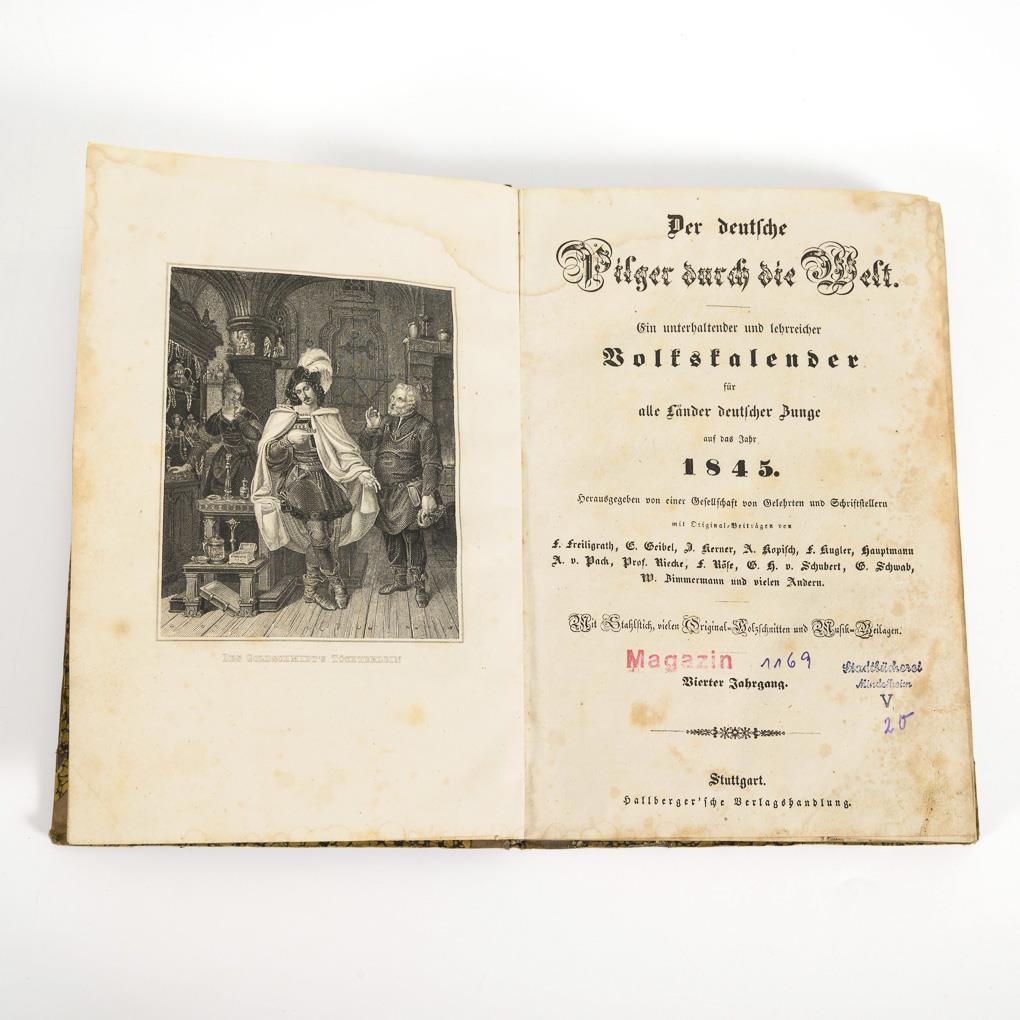 DES GOLDSCHMIDT'S TÖCHTERLEIN
Der deutſche
Pilger durch die Welt.
Ein unterhaltender und lehrreicher
Volkskalender
für
alle Länder deutſcher Zunge
auf das Jahr
1845.
Herausgegeben von einer Geſellſchaft von Gelehrten und Schriftſtellern
mit Original-Beiträgen von
F. Freiligrath, E. Geibel, J. Kerner, A. Kopiſch, F. Kugler, Hauptmann
A. v. Pack, Prof. Riecke, F. Röſe, G. H. v. Schubert, G. Schwab,
W. Zimmermann und vielen Andern.
Mit Stahlſtich, vielen Original-Holzſchnitten und Muſik-Beilagen.
Magazin 1169
Stadtbücherei
Mindelheim
Vierter Jahrgang.
V
20
Stuttgart.
Hallberger'ſche Verlagshandlung.